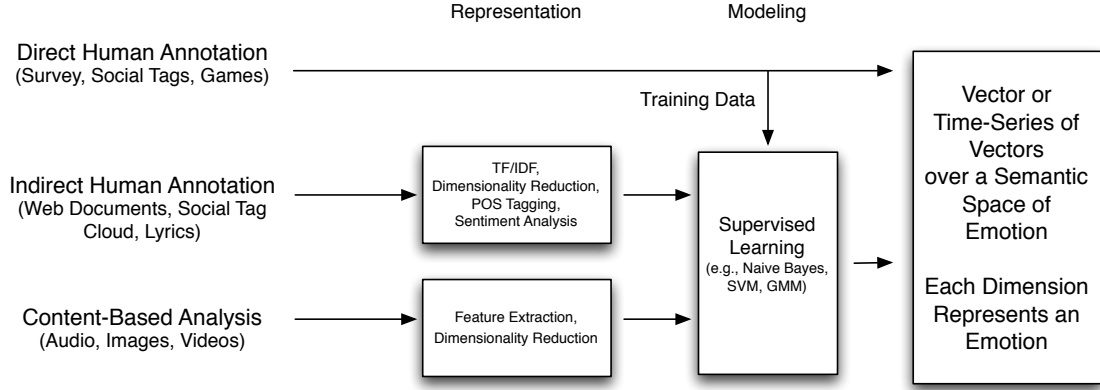 Representation
Modeling
Direct Human Annotation
(Survey, Social Tags, Games)
Training Data
Indirect Human Annotation
(Web Documents, Social Tag
Cloud, Lyrics)
TF/IDF,
Dimensionality Reduction,
POS Tagging,
Sentiment Analysis
Content-Based Analysis
(Audio, Images, Videos)
Feature Extraction,
Dimensionality Reduction
Supervised
Learning
(e.g., Naive Bayes,
SVM, GMM)
Vector or
Time-Series of
Vectors
over a Semantic
Space of
Emotion
Each Dimension
Represents an
Emotion